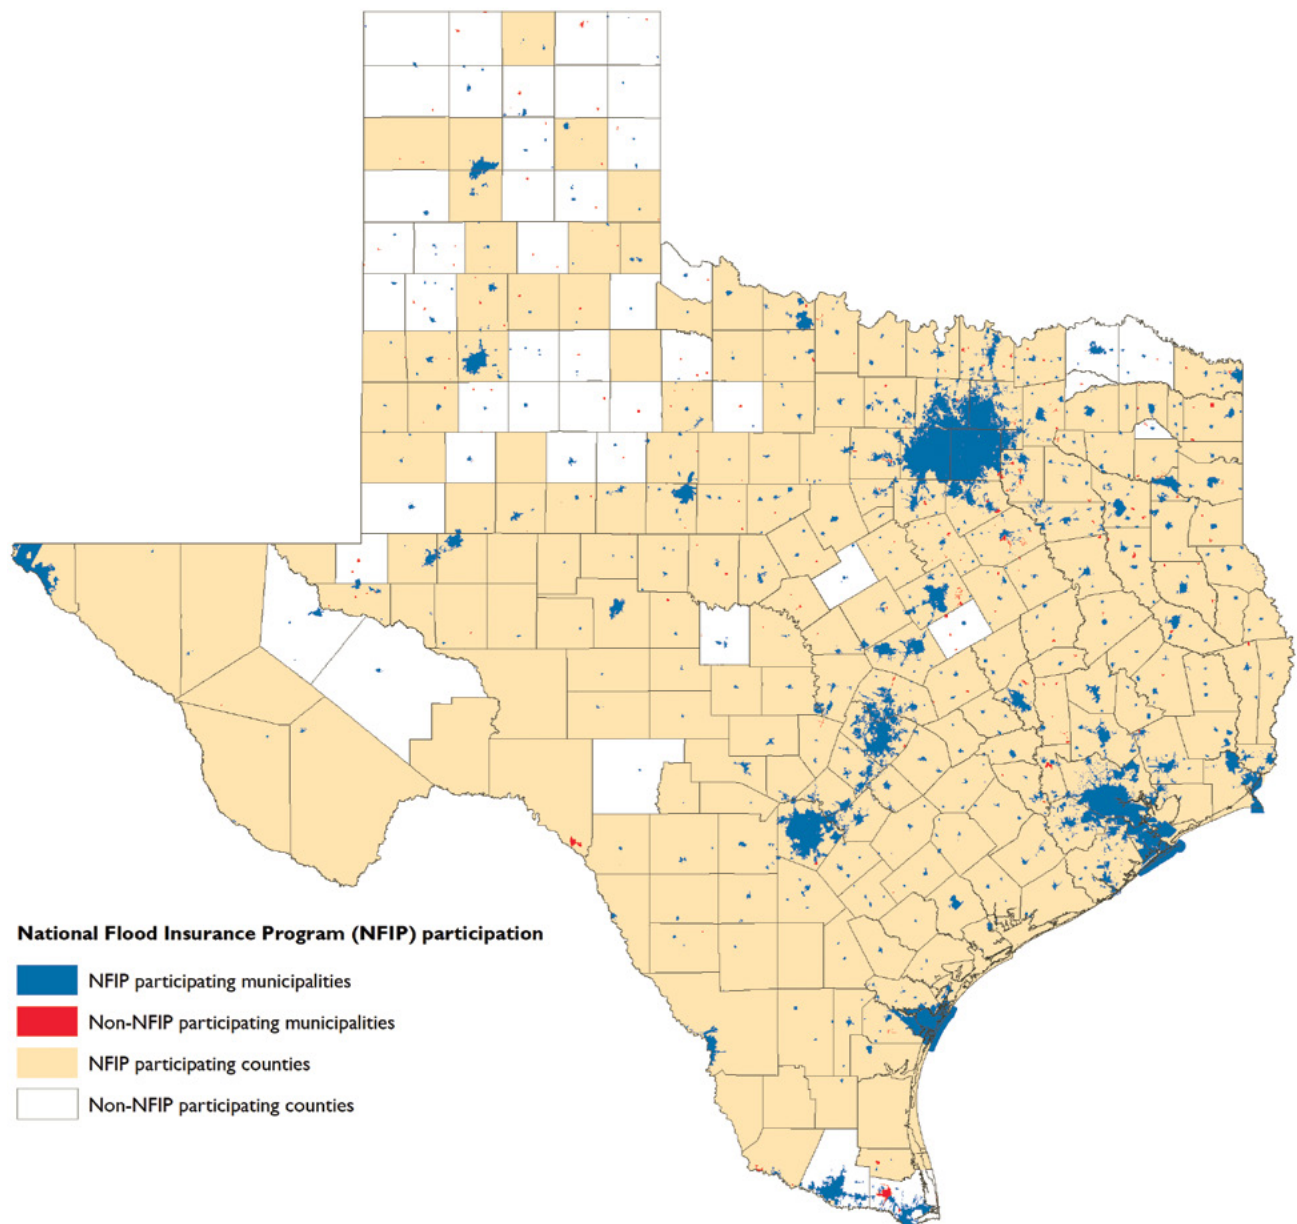 National Flood Insurance Program (NFIP) participation
NFIP participating municipalities
Non-NFIP participating municipalities
NFIP participating counties
Non-NFIP participating counties